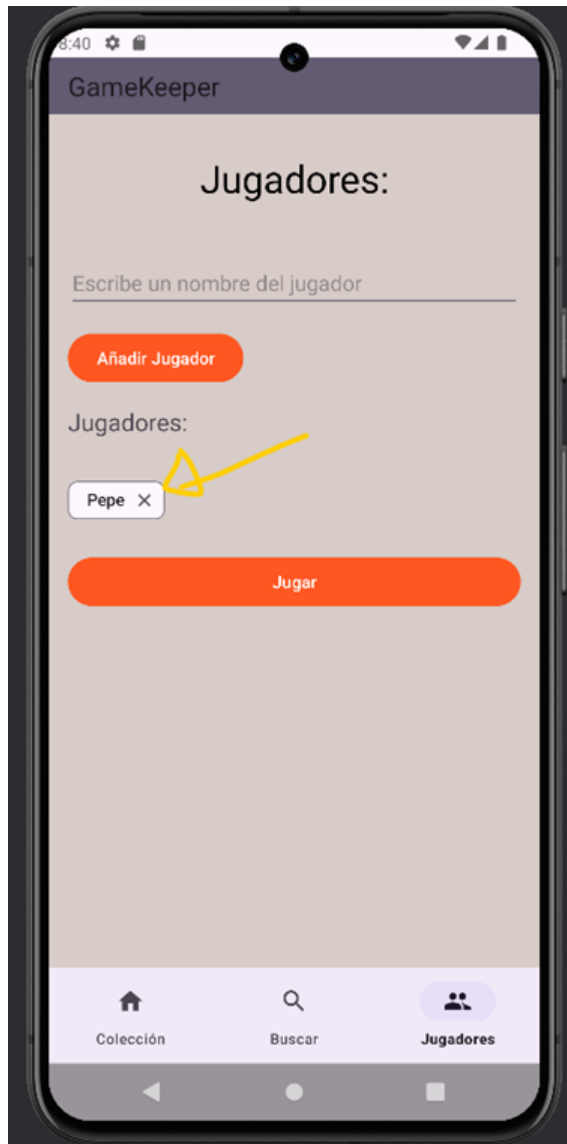 8:40
GameKeeper
Jugadores:
Escribe un nombre del jugador
Añadir Jugador
Jugadores:
Pepe
Jugar
Colección Buscar Jugadores